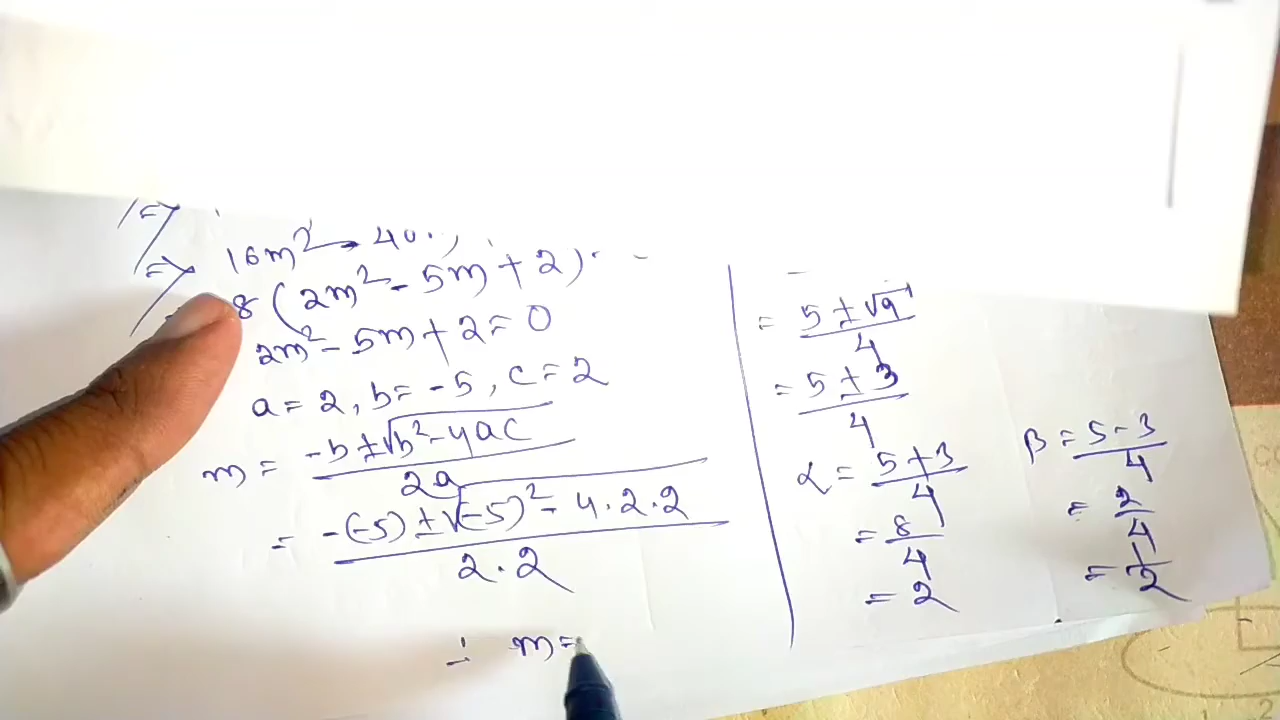 =>
=> 16m² - 40
8(2m² - 5m + 2)
2m² - 5m + 2 = 0
a = 2, b = -5, c = 2
m = (-b ± √(b² - 4ac)) / 2a
= (-(-5) ± √((-5)² - 4·2·2)) / 2·2
∴ m =
= (5 ± √9) / 4
= (5 ± 3) / 4
α = (5 + 3) / 4
= 8/4
= 2
β = (5 - 3) / 4
= 2/4
= 1/2